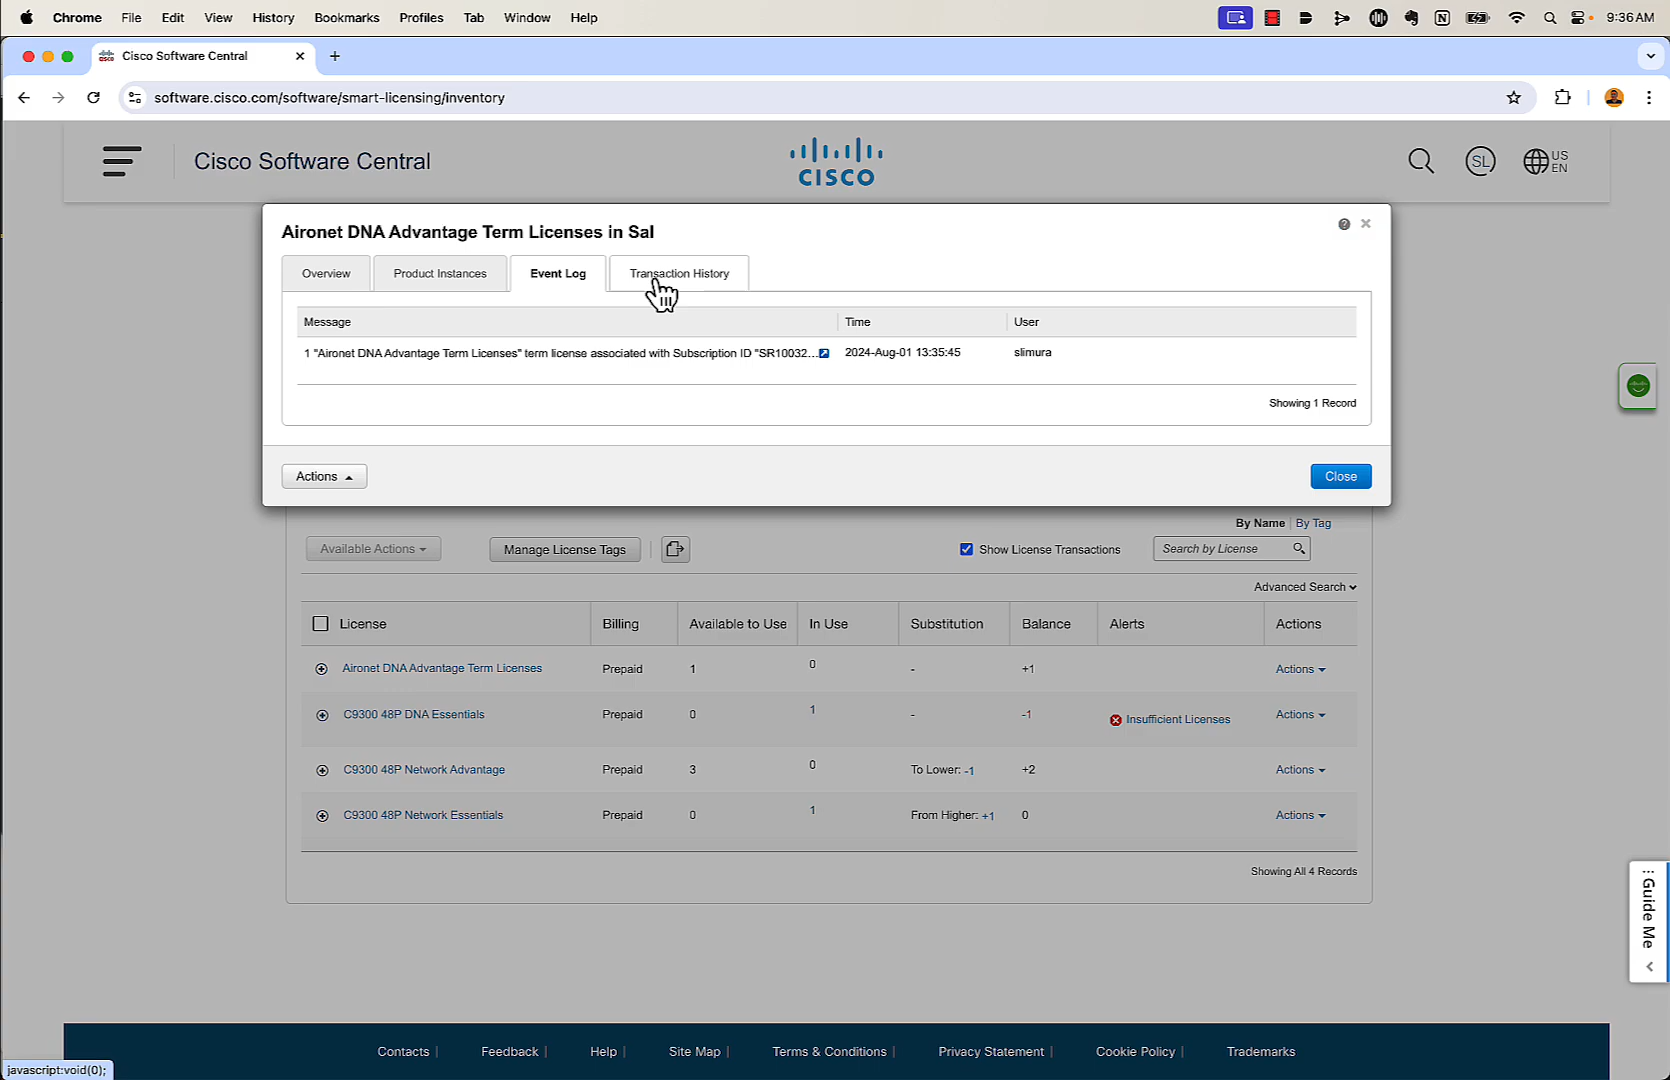 Chrome File Edit View History Bookmarks Profiles Tab Window Help 9:36 AM
Cisco Software Central
software.cisco.com/software/smart-licensing/inventory
Cisco Software Central
CISCO
SL
US
EN
Aironet DNA Advantage Term Licenses in Sal
Overview Product Instances Event Log Transaction History
Message Time User
1 "Aironet DNA Advantage Term Licenses" term license associated with Subscription ID "SR10032... 2024-Aug-01 13:35:45 slimura
Showing 1 Record
Actions Close
By Name | By Tag
Available Actions Manage License Tags Show License Transactions Search by License
Advanced Search
License Billing Available to Use In Use Substitution Balance Alerts Actions
Aironet DNA Advantage Term Licenses Prepaid 1 0 - +1 Actions
C9300 48P DNA Essentials Prepaid 0 1 - -1 Insufficient Licenses Actions
C9300 48P Network Advantage Prepaid 3 0 To Lower: -1 +2 Actions
C9300 48P Network Essentials Prepaid 0 1 From Higher: +1 0 Actions
Showing All 4 Records
Guide Me
Contacts | Feedback | Help | Site Map | Terms & Conditions | Privacy Statement | Cookie Policy | Trademarks
javascript:void(0);